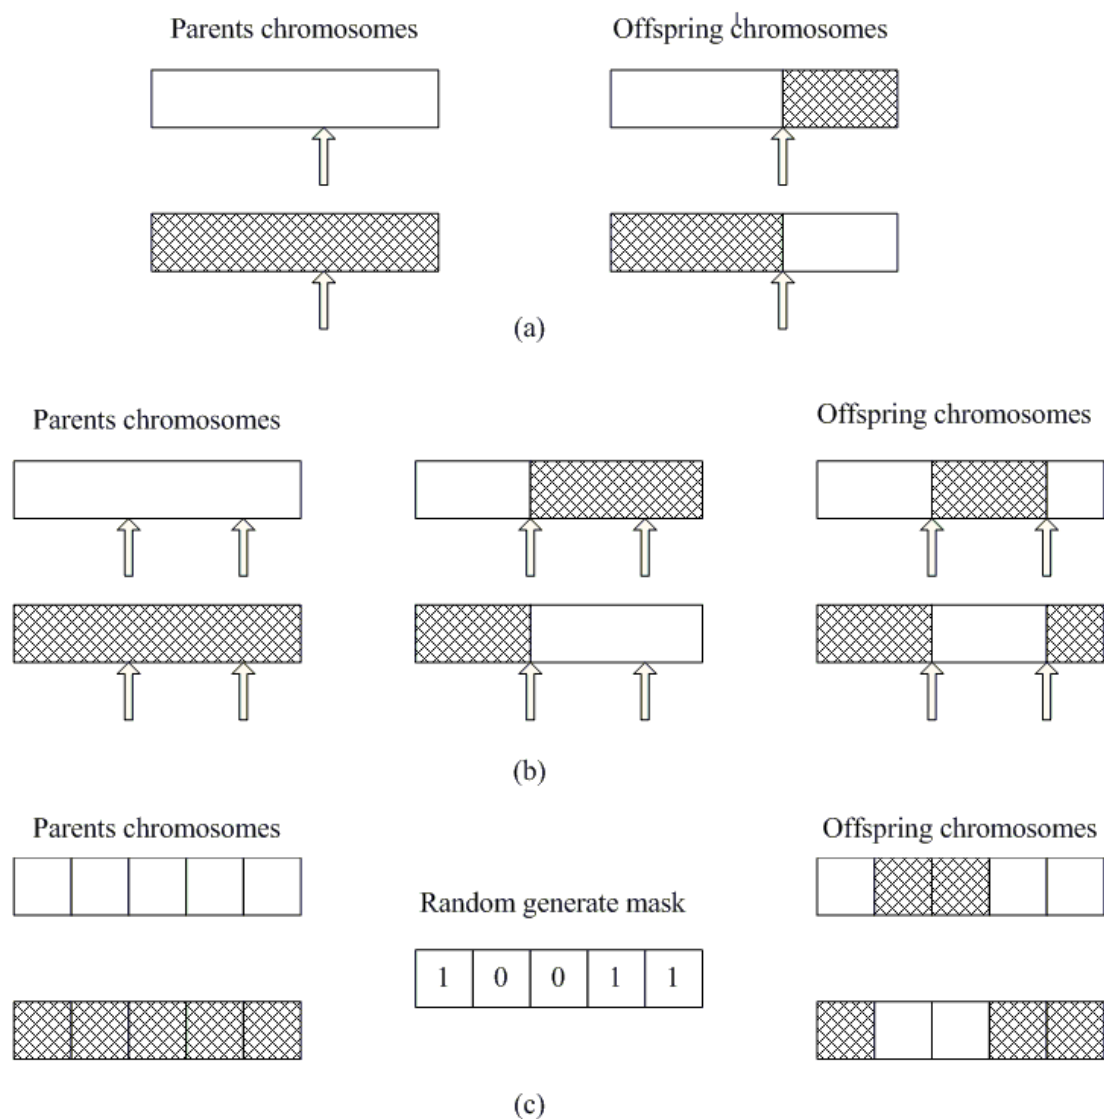 Parents chromosomes
Offspring chromosomes
(a)
Parents chromosomes
Offspring chromosomes
(b)
Parents chromosomes
Offspring chromosomes
Random generate mask
1 0 0 1 1
(c)